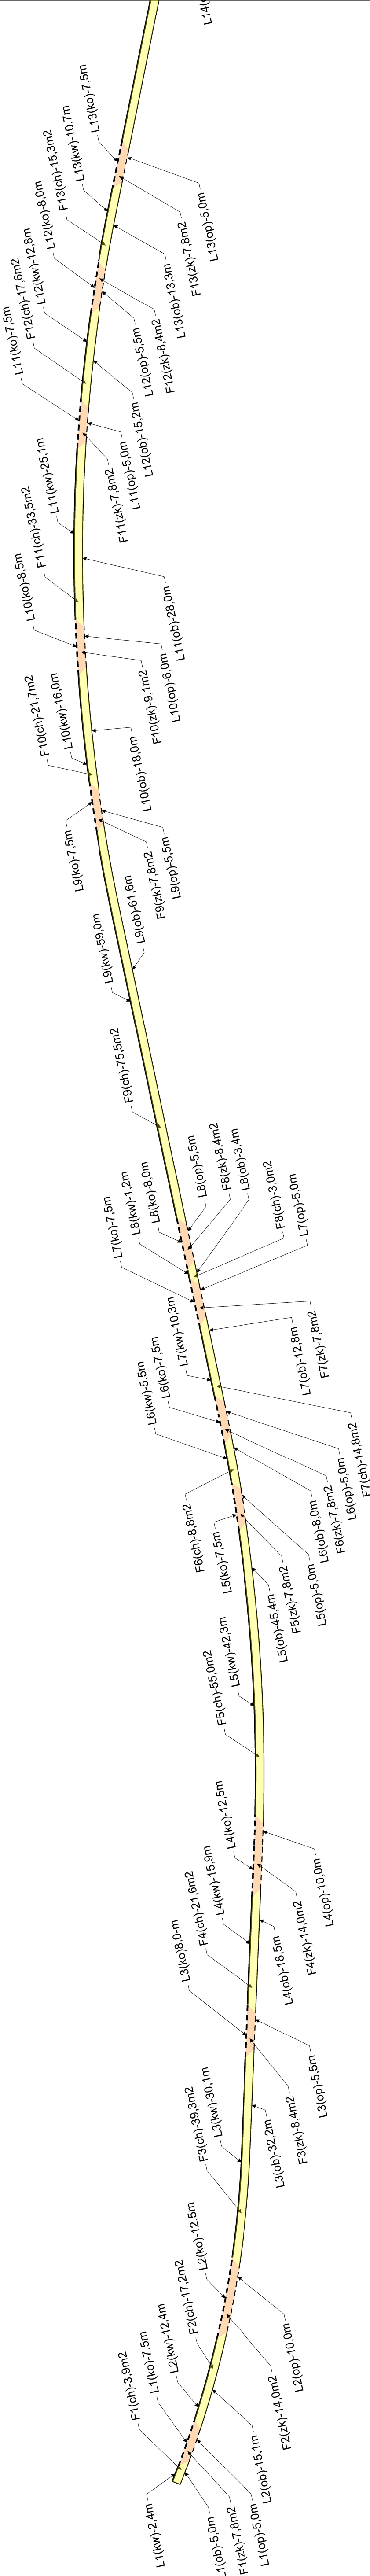 L14(
L13(ko)-7,5m
L13(kw)-10,7m
F13(ch)-15,3m2
L12(ko)-8,0m
L12(kw)-12,8m
F12(ch)-17,6m2
L11(ko)-7,5m
L13(op)-5,0m
F13(zk)-7,8m2
L13(ob)-13,3m
F12(zk)-8,4m2
L12(op)-5,5m
L12(ob)-15,2m
L11(op)-5,0m
F11(zk)-7,8m2
L11(kw)-25,1m
F11(ch)-33,5m2
L10(ko)-8,5m
L11(ob)-28,0m
L10(op)-6,0m
F10(zk)-9,1m2
L10(kw)-16,0m
F10(ch)-21,7m2
L10(ob)-18,0m
L9(ko)-7,5m
L9(op)-5,5m
F9(zk)-7,8m2
L9(ob)-61,6m
L9(kw)-59,0m
F9(ch)-75,5m2
L8(op)-5,5m
F8(zk)-8,4m2
L8(ob)-3,4m
L8(ko)-8,0m
L8(kw)-1,2m
L7(ko)-7,5m
F8(ch)-3,0m2
L7(op)-5,0m
L7(kw)-10,3m
L6(ko)-7,5m
L6(kw)-5,5m
L7(ob)-12,8m
F7(zk)-7,8m2
F7(ch)-14,8m2
L6(op)-5,0m
F6(zk)-7,8m2
L6(ob)-8,0m
F6(ch)-8,8m2
L5(ko)-7,5m
L5(op)-5,0m
F5(zk)-7,8m2
L5(ob)-45,4m
L5(kw)-42,3m
F5(ch)-55,0m2
L4(ko)-12,5m
L4(kw)-15,9m
F4(ch)-21,6m2
L3(ko)8,0-m
L4(op)-10,0m
F4(zk)-14,0m2
L4(ob)-18,5m
L3(op)-5,5m
F3(zk)-8,4m2
L3(ob)-32,2m
L3(kw)-30,1m
F3(ch)-39,3m2
L2(ko)-12,5m
F2(ch)-17,2m2
L2(kw)-12,4m
L1(ko)-7,5m
F1(ch)-3,9m2
L1(kw)-2,4m
L2(op)-10,0m
F2(zk)-14,0m2
L2(ob)-15,1m
L1(op)-5,0m
F1(zk)-7,8m2
1(ob)-5,0m